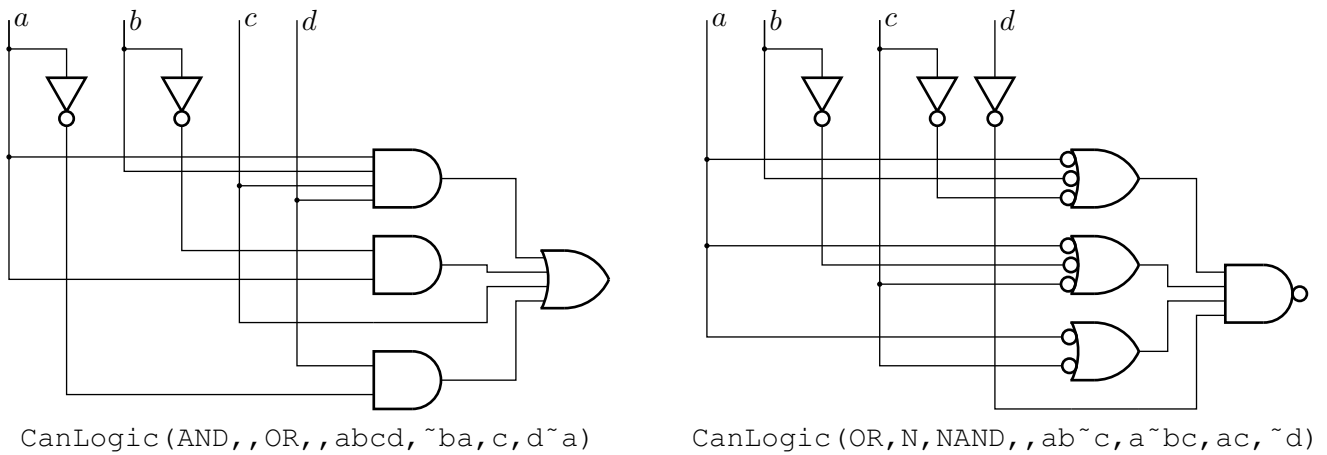 a b c d
a b c d
CanLogic(AND,,OR,,abcd,˜ba,c,d˜a)
CanLogic(OR,N,NAND,,ab˜c,a˜bc,ac,˜d)